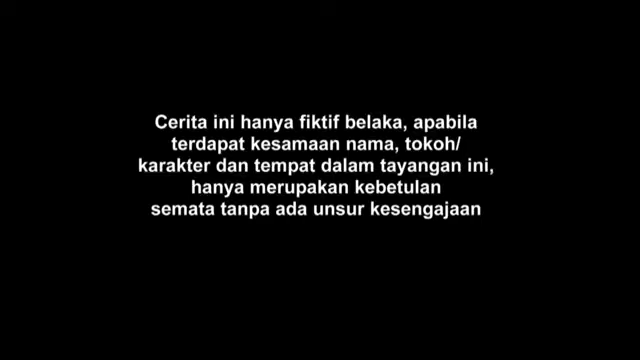 Cerita ini hanya fiktif belaka, apabila
terdapat kesamaan nama, tokoh/
karakter dan tempat dalam tayangan ini,
hanya merupakan kebetulan
semata tanpa ada unsur kesengajaan